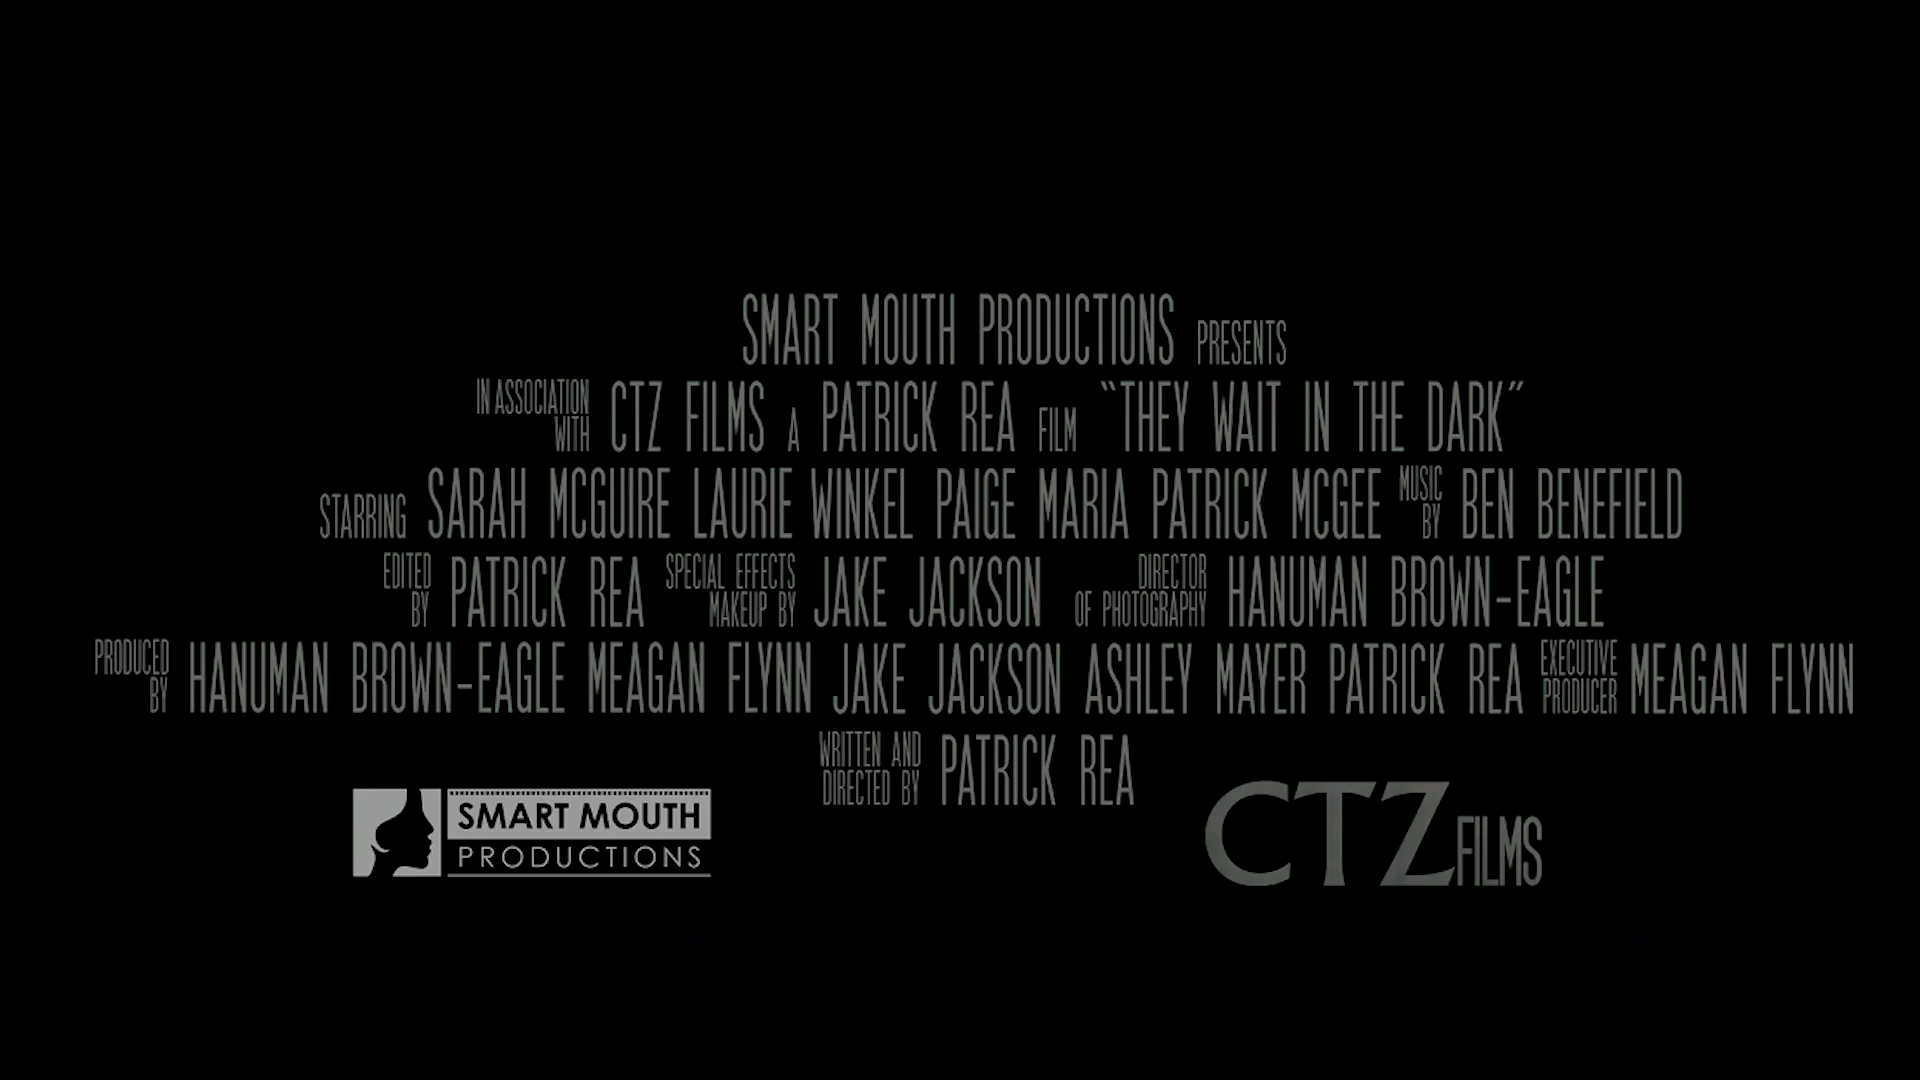 SMART MOUTH PRODUCTIONS PRESENTS
IN ASSOCIATION WITH CTZ FILMS A PATRICK REA FILM “THEY WAIT IN THE DARK”
STARRING SARAH MCGUIRE LAURIE WINKEL PAIGE MARIA PATRICK MCGEE MUSIC BY BEN BENEFIELD
EDITED BY PATRICK REA SPECIAL EFFECTS MAKEUP BY JAKE JACKSON DIRECTOR OF PHOTOGRAPHY HANUMAN BROWN-EAGLE
PRODUCED BY HANUMAN BROWN-EAGLE MEAGAN FLYNN JAKE JACKSON ASHLEY MAYER PATRICK REA EXECUTIVE PRODUCER MEAGAN FLYNN
WRITTEN AND DIRECTED BY PATRICK REA
SMART MOUTH
PRODUCTIONS
CTZ FILMS